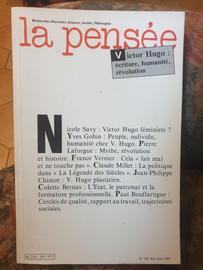 Recherches Marxistes, Sciences, Société, Philosophie
la pensée
Victor Hugo :
écriture, humanité,
révolution
Nicole Savy : Victor Hugo féministe ?
Yves Gohin : Peuple, individu,
humanité chez V. Hugo. Pierre
Laforgue : Mythe, révolution
et histoire. France Vernier : Cela « fait mal
et ne touche pas ». Claude Millet : La politique
dans « La Légende des Siècles ». Jean-Philippe
Chimot : V. Hugo plasticien.
Colette Bernas : L'Etat, le patronat et la
formation professionnelle. Paul Bouffartigue :
Cercles de qualité, rapport au travail, trajectoires
sociales.